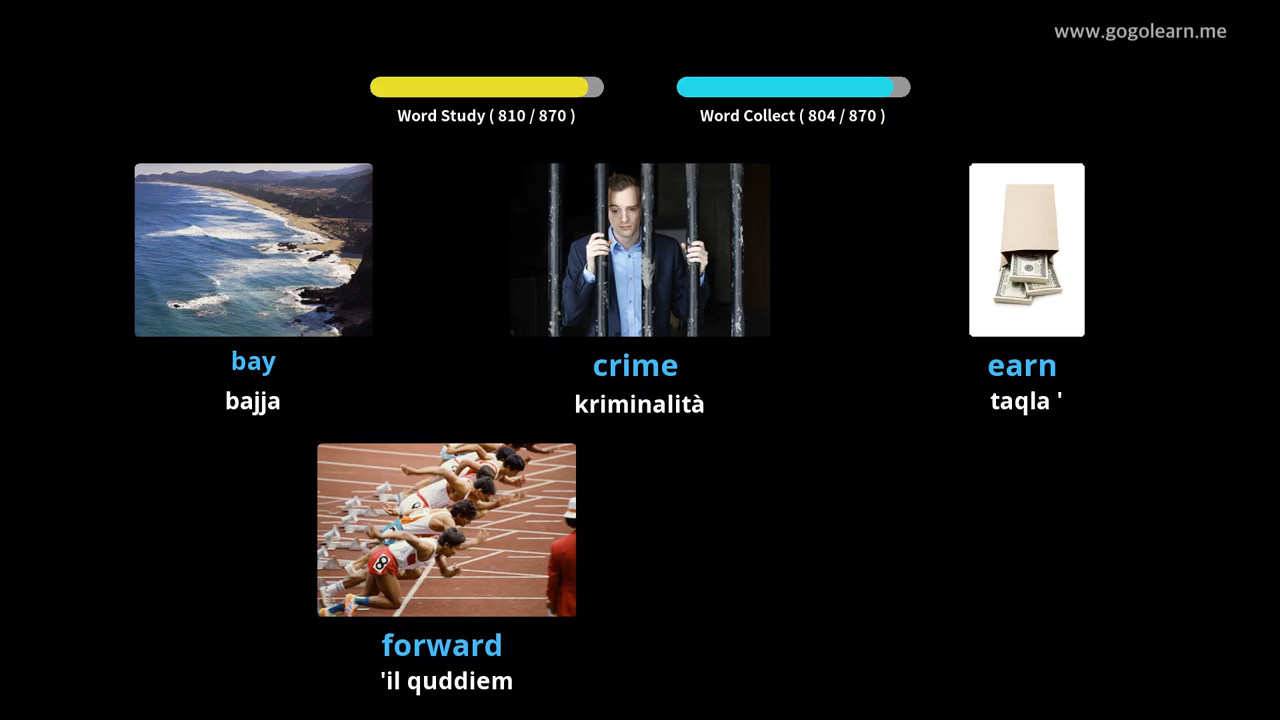 www.gogolearn.me
Word Study ( 810 / 870 )
Word Collect ( 804 / 870 )
bay
bajja
crime
kriminalità
earn
taqla '
8
forward
'il quddiem